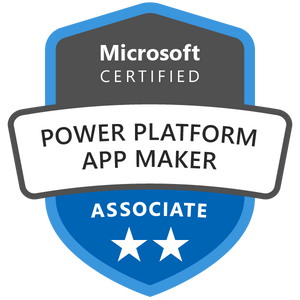 Microsoft
CERTIFIED
POWER PLATFORM
APP MAKER
ASSOCIATE